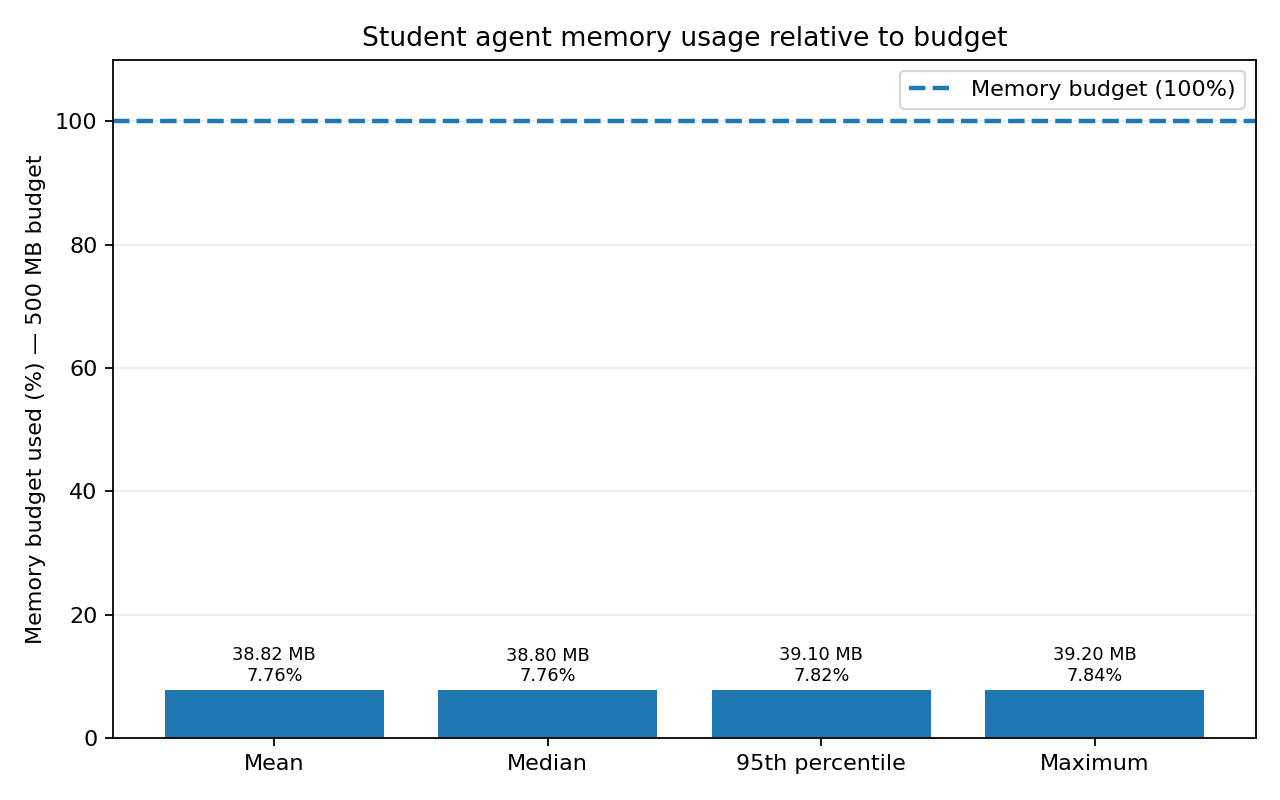 Student agent memory usage relative to budget
Memory budget (100%)
Memory budget used (%) — 500 MB budget
100
80
60
40
20
0
38.82 MB
7.76%
38.80 MB
7.76%
39.10 MB
7.82%
39.20 MB
7.84%
Mean
Median
95th percentile
Maximum